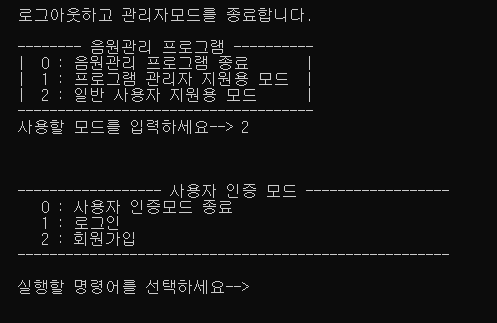 로그아웃하고 관리자모드를 종료합니다.
-------- 음원관리 프로그램 ----------
|  0 : 음원관리 프로그램 종료       |
|  1 : 프로그램 관리자 지원용 모드  |
|  2 : 일반 사용자 지원용 모드      |
-------------------------------------
사용할 모드를 입력하세요--> 2
------------------ 사용자 인증 모드 ------------------
0 : 사용자 인증모드 종료
1 : 로그인
2 : 회원가입
------------------------------------------------------
실행할 명령어를 선택하세요-->